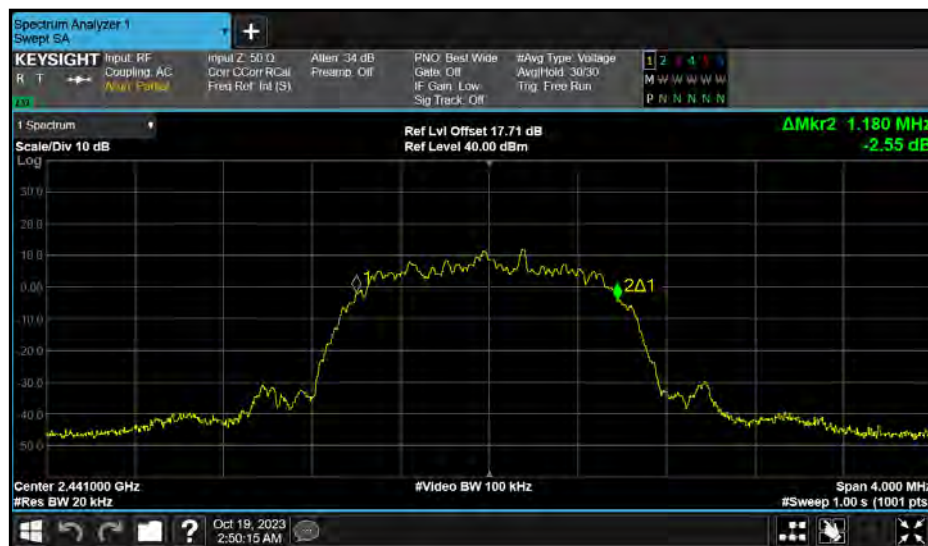 Spectrum Analyzer 1
Swept SA
+
KEYSIGHT
R T
Input: RF
Coupling: AC
Align: Partial
Input Z: 50 Ω
Corr CCorr RCal
Freq Ref: Int (S)
Atten: 34 dB
Preamp: Off
PNO: Best Wide
Gate: Off
IF Gain: Low
Sig Track: Off
#Avg Type: Voltage
Avg|Hold: 30/30
Trig: Free Run
1 2 3 4 5 6
M W W W W W
P N N N N N
1 Spectrum
Scale/Div 10 dB
Log
Ref Lvl Offset 17.71 dB
Ref Level 40.00 dBm
ΔMkr2 1.180 MHz
-2.55 dB
30.0
20.0
10.0
0.00
-10.0
-20.0
-30.0
-40.0
-50.0
1
2Δ1
Center 2.441000 GHz
#Res BW 20 kHz
#Video BW 100 kHz
Span 4.000 MHz
#Sweep 1.00 s (1001 pts)
?
Oct 19, 2023
2:50:15 AM